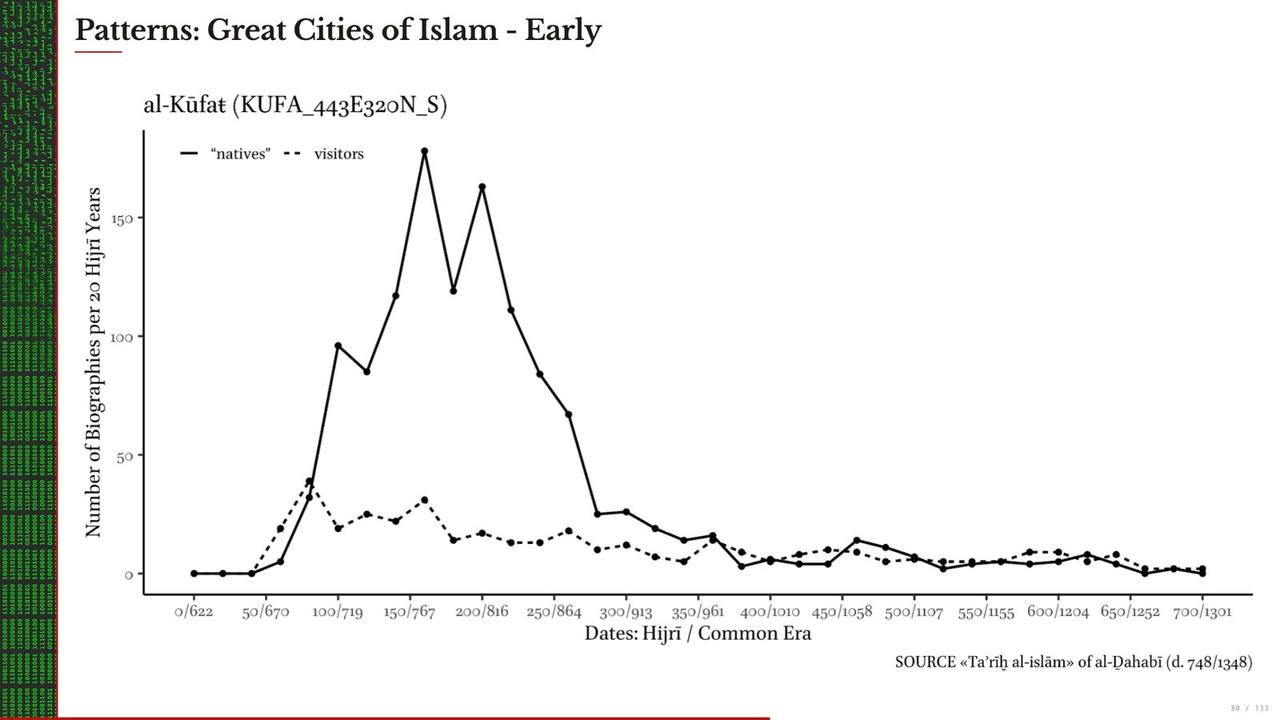 Patterns: Great Cities of Islam - Early
al-Kūfaŧ (KUFA_443E320N_S)
"natives" visitors
Number of Biographies per 20 Hijrī Years
150
100
50
0
0/622 50/670 100/719 150/767 200/816 250/864 300/913 350/961 400/1010 450/1058 500/1107 550/1155 600/1204 650/1252 700/1301
Dates: Hijrī / Common Era
SOURCE «Taʾrīḫ al-islām» of al-Ḏahabī (d. 748/1348)
80 / 133